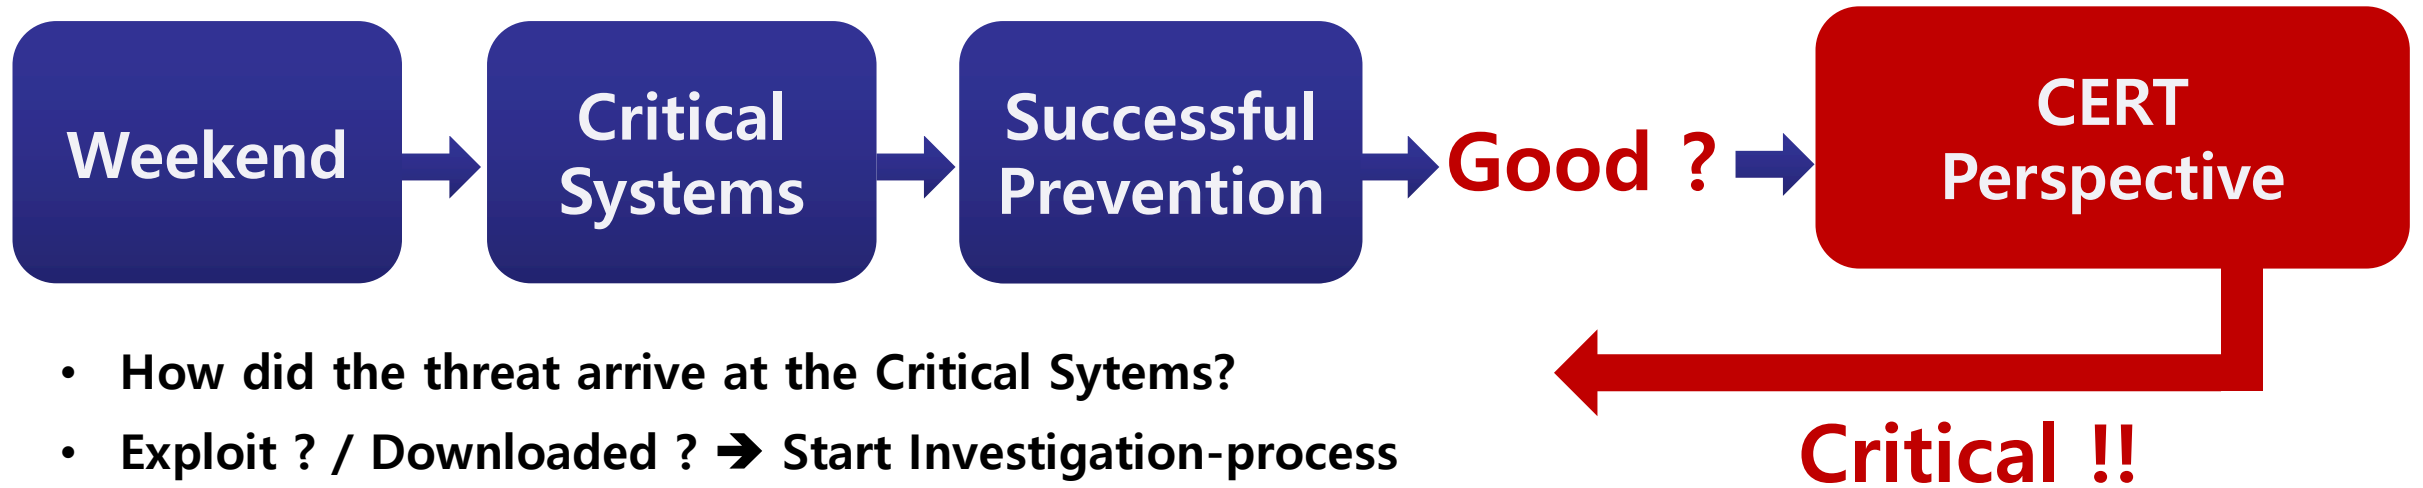 Weekend
Critical
Systems
Successful
Prevention
Good ?
CERT
Perspective
• How did the threat arrive at the Critical Sytems?
• Exploit ? / Downloaded ? ➔ Start Investigation-process
Critical !!